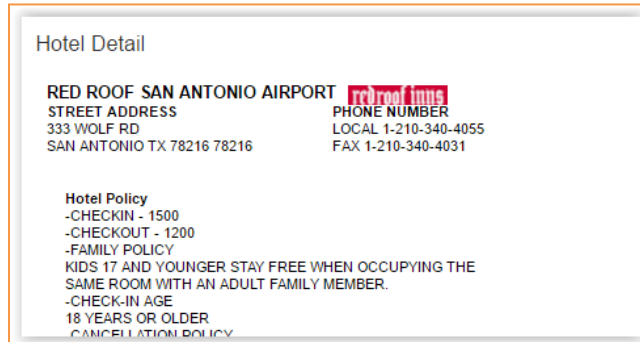 Hotel Detail
RED ROOF SAN ANTONIO AIRPORT redroof inns
STREET ADDRESS PHONE NUMBER
333 WOLF RD LOCAL 1-210-340-4055
SAN ANTONIO TX 78216 78216 FAX 1-210-340-4031
Hotel Policy
-CHECKIN - 1500
-CHECKOUT - 1200
-FAMILY POLICY
KIDS 17 AND YOUNGER STAY FREE WHEN OCCUPYING THE
SAME ROOM WITH AN ADULT FAMILY MEMBER.
-CHECK-IN AGE
18 YEARS OR OLDER
-CANCELLATION POLICY